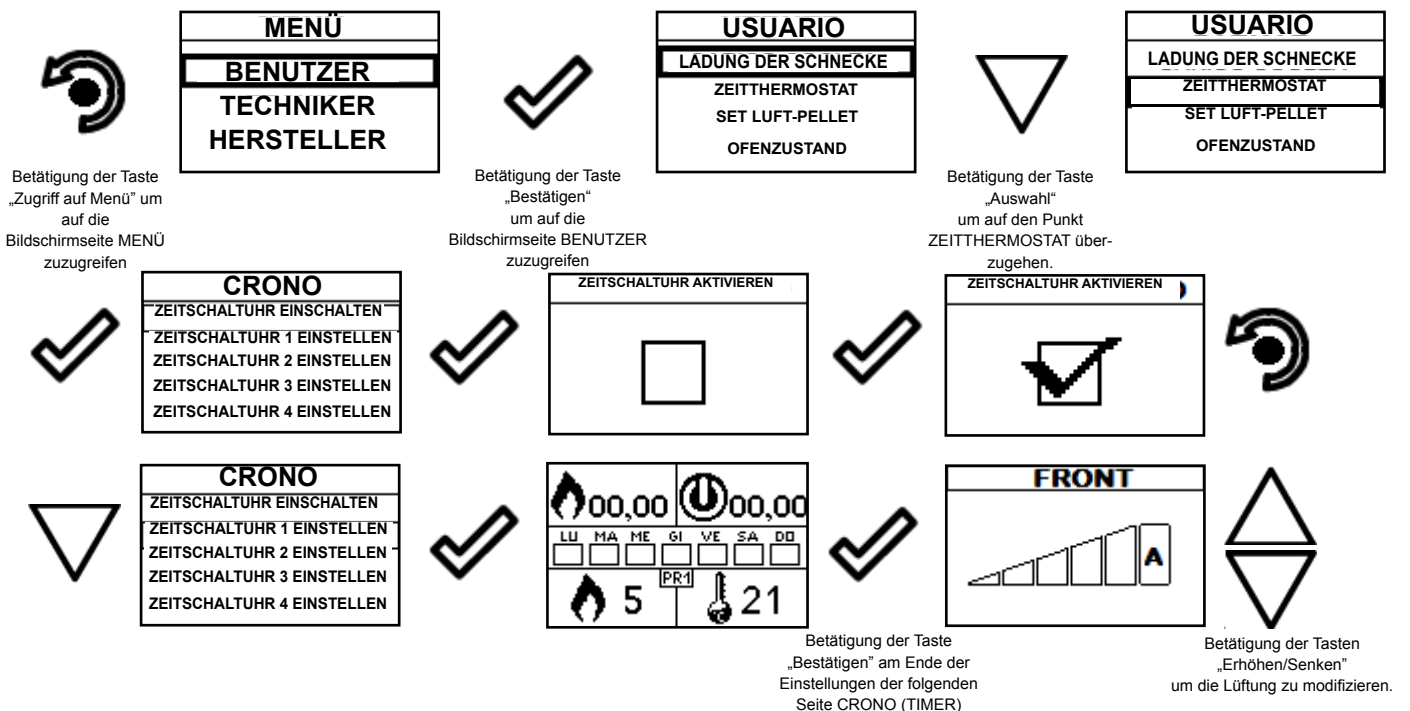 MENÜ
BENUTZER
TECHNIKER
HERSTELLER
USUARIO
LADUNG DER SCHNECKE
ZEITTHERMOSTAT
SET LUFT-PELLET
OFENZUSTAND
USUARIO
LADUNG DER SCHNECKE
ZEITTHERMOSTAT
SET LUFT-PELLET
OFENZUSTAND
Betätigung der Taste
„Zugriff auf Menü” um
auf die
Bildschirmseite MENÜ
zuzugreifen
Betätigung der Taste
„Bestätigen“
um auf die
Bildschirmseite BENUTZER
zuzugreifen
Betätigung der Taste
„Auswahl“
um auf den Punkt
ZEITTHERMOSTAT über-
zugehen.
CRONO
ZEITSCHALTUHR EINSCHALTEN
ZEITSCHALTUHR 1 EINSTELLEN
ZEITSCHALTUHR 2 EINSTELLEN
ZEITSCHALTUHR 3 EINSTELLEN
ZEITSCHALTUHR 4 EINSTELLEN
ZEITSCHALTUHR AKTIVIEREN
ZEITSCHALTUHR AKTIVIEREN
CRONO
ZEITSCHALTUHR EINSCHALTEN
ZEITSCHALTUHR 1 EINSTELLEN
ZEITSCHALTUHR 2 EINSTELLEN
ZEITSCHALTUHR 3 EINSTELLEN
ZEITSCHALTUHR 4 EINSTELLEN
00,00 00,00
LU MA ME GI VE SA DO
PR1
5 21
FRONT
A
Betätigung der Taste
„Bestätigen” am Ende der
Einstellungen der folgenden
Seite CRONO (TIMER)
Betätigung der Tasten
„Erhöhen/Senken”
um die Lüftung zu modifizieren.